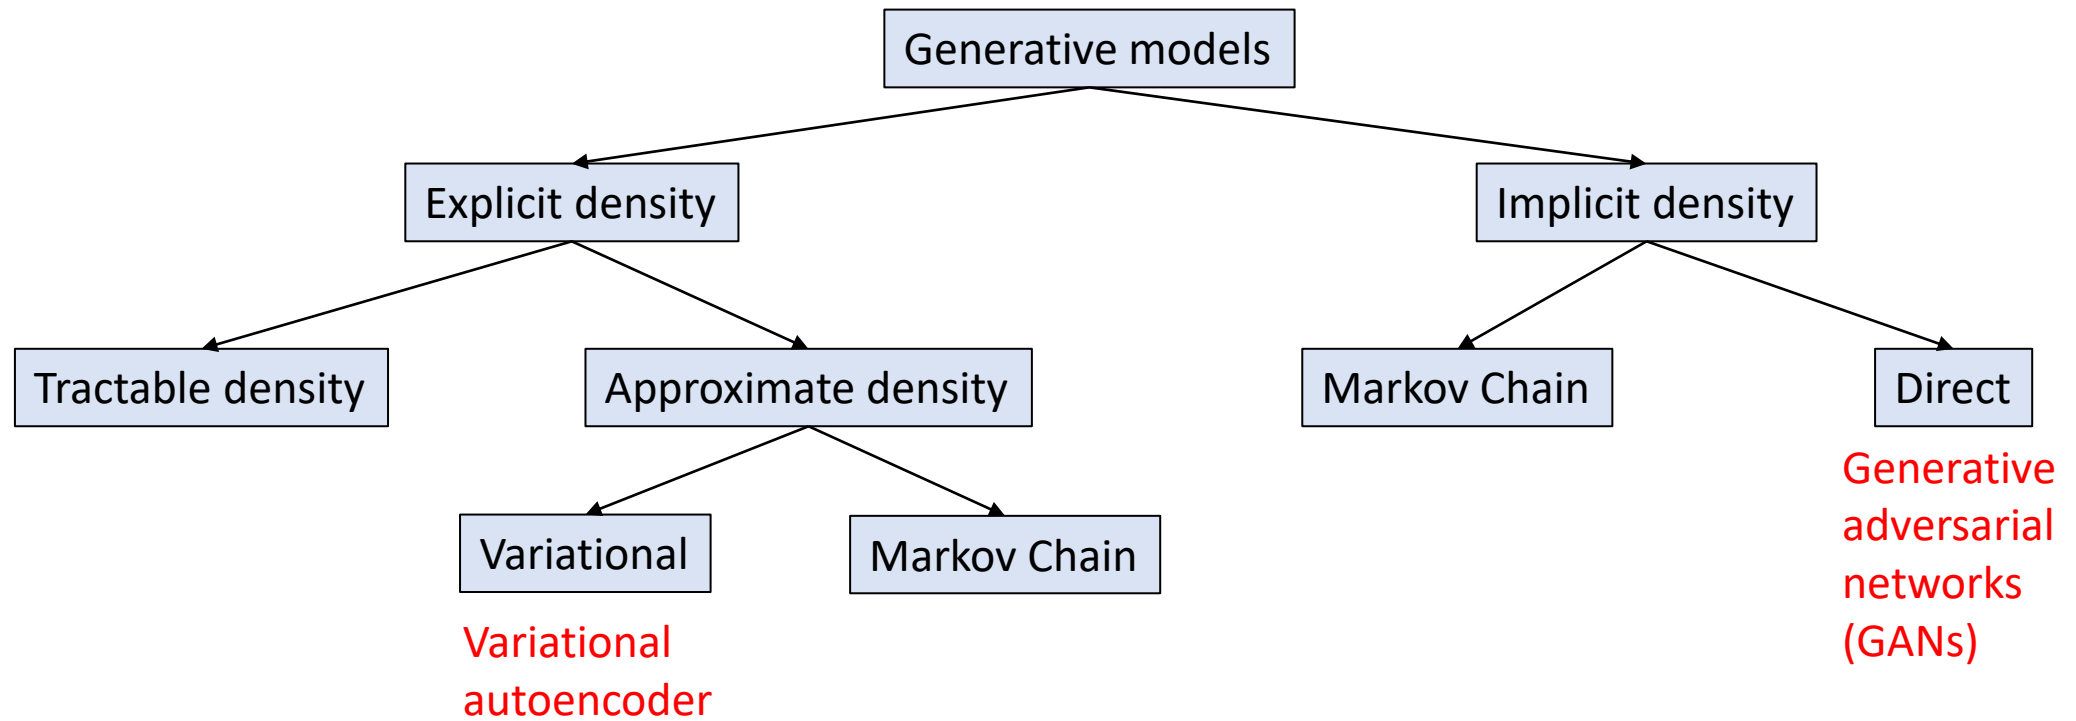 Generative models
Explicit density
Implicit density
Tractable density
Approximate density
Markov Chain
Direct
Generative
adversarial
networks
(GANs)
Variational
Markov Chain
Variational
autoencoder